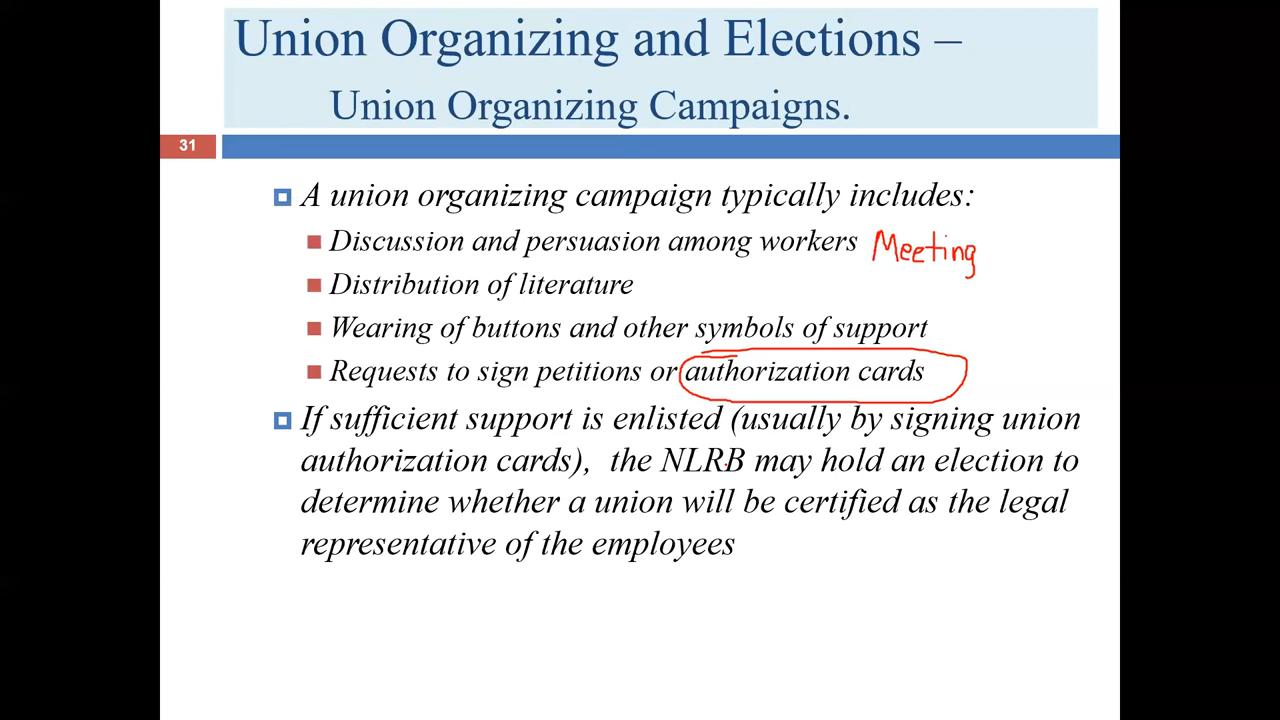 Union Organizing and Elections –
Union Organizing Campaigns.
31
A union organizing campaign typically includes:
Discussion and persuasion among workers Meeting
Distribution of literature
Wearing of buttons and other symbols of support
Requests to sign petitions or authorization cards
If sufficient support is enlisted (usually by signing union
authorization cards), the NLRB may hold an election to
determine whether a union will be certified as the legal
representative of the employees